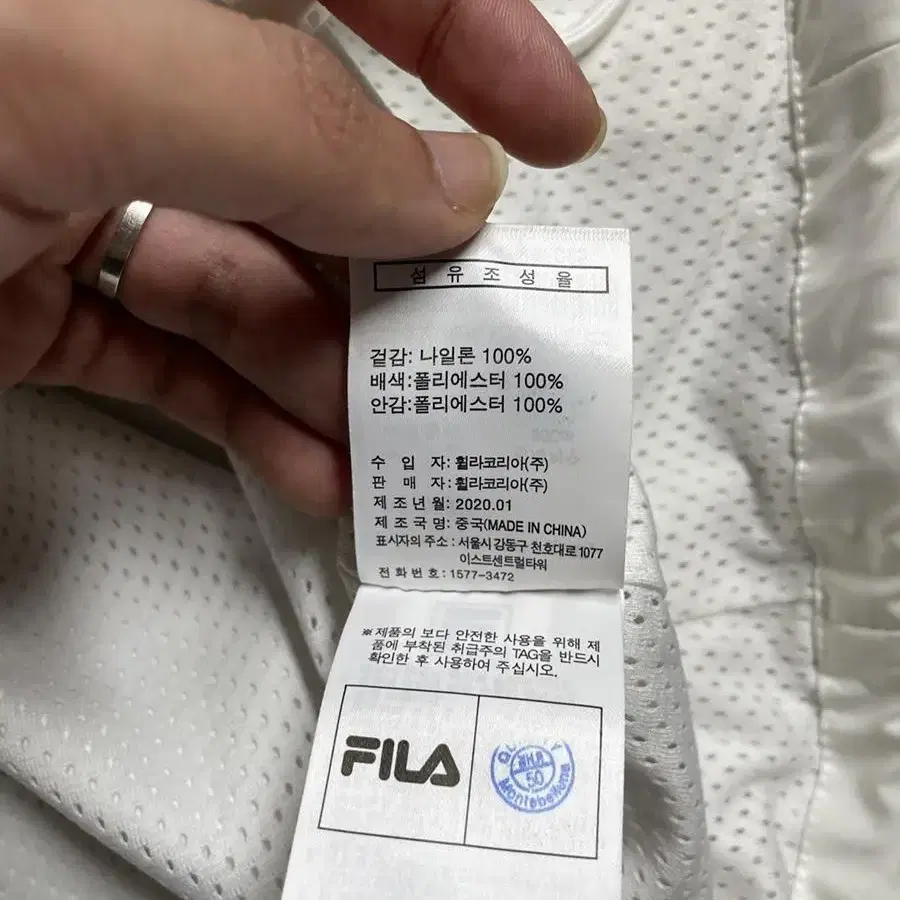 섬유조성율
겉감: 나일론 100%
배색:폴리에스터 100%
안감:폴리에스터 100%
수 입 자: 휠라코리아(주)
판 매 자: 휠라코리아(주)
제조년월: 2020.01
제조국명: 중국(MADE IN CHINA)
표시자의 주소 : 서울시 강동구 천호대로 1077
이스트센트럴타워
전화번호 : 1577-3472
※제품의 보다 안전한 사용을 위해 제
품에 부착된 취급주의 TAG을 반드시
확인한 후 사용하여 주십시오.
FILA
50
Montebellona